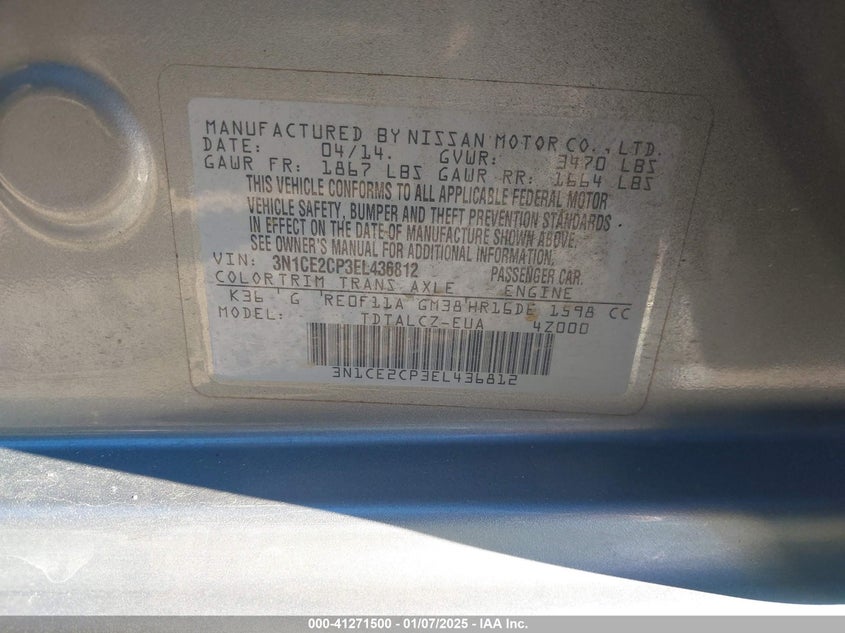 MANUFACTURED BY NISSAN MOTOR CO., LTD.
DATE: 04/14. GVWR: 3470 LBS
GAWR FR: 1867 LBS GAWR RR: 1664 LBS
THIS VEHICLE CONFORMS TO ALL APPLICABLE FEDERAL MOTOR
VEHICLE SAFETY, BUMPER AND THEFT PREVENTION STANDARDS
IN EFFECT ON THE DATE OF MANUFACTURE SHOWN ABOVE.
SEE OWNER'S MANUAL FOR ADDITIONAL INFORMATION.
VIN: 3N1CE2CP3EL436812 PASSENGER CAR.
COLOR TRIM TRANS AXLE ENGINE
K36 G RE0F11A GM38 HR16DE 1598 CC
MODEL: TDTALCZ-EUA 4Z000
3N1CE2CP3EL436812
000-41271500 - 01/07/2025 - IAA Inc.